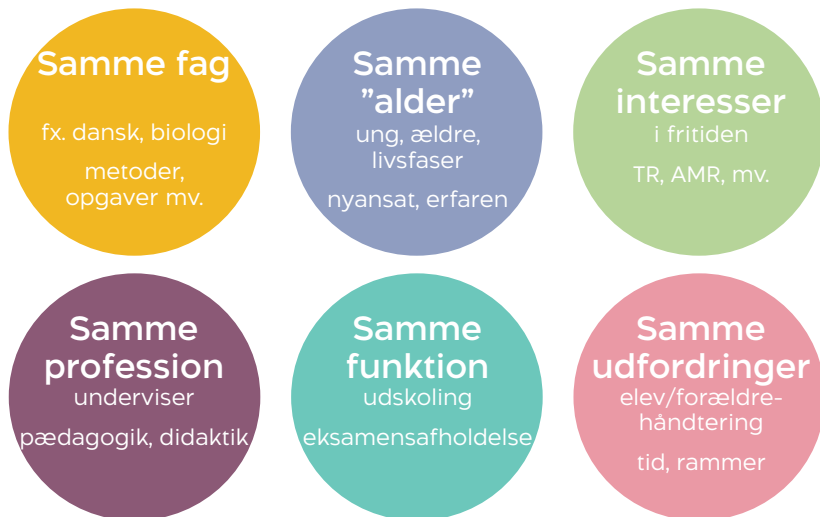 Samme fag
fx. dansk, biologi
metoder,
opgaver mv.
Samme
”alder”
ung, ældre,
livsfaser
nyansat, erfaren
Samme
interesser
i fritiden
TR, AMR, mv.
Samme
profession
underviser
pædagogik, didaktik
Samme
funktion
udskoling
eksamensafholdelse
Samme
udfordringer
elev/forældre-
håndtering
tid, rammer